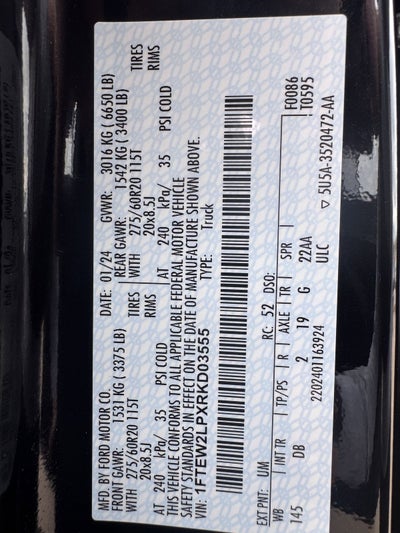 MFD. BY FORD MOTOR CO. DATE: 01/24 GVWR: 3016 KG ( 6650 LB)
FRONT GAWR: 1531 KG ( 3375 LB) REAR GAWR: 1542 KG ( 3400 LB)
WITH 275/60R20 115T TIRES WITH 275/60R20 115T TIRES
20x8.5J RIMS 20x8.5J RIMS
AT 240 kPa/ 35 PSI COLD AT 240 kPa/ 35 PSI COLD
THIS VEHICLE CONFORMS TO ALL APPLICABLE FEDERAL MOTOR VEHICLE
SAFETY STANDARDS IN EFFECT ON THE DATE OF MANUFACTURE SHOWN ABOVE.
VIN: 1FTEW2LPXRKD03555 TYPE: Truck
F0086
T0595
EXT PNT: UM RC: 52 DSO:
WB INT TR TP/PS R AXLE TR SPR
145 2 19 G 22AA
2202401163924 ULC
▽ 5U5A-3520472-AA